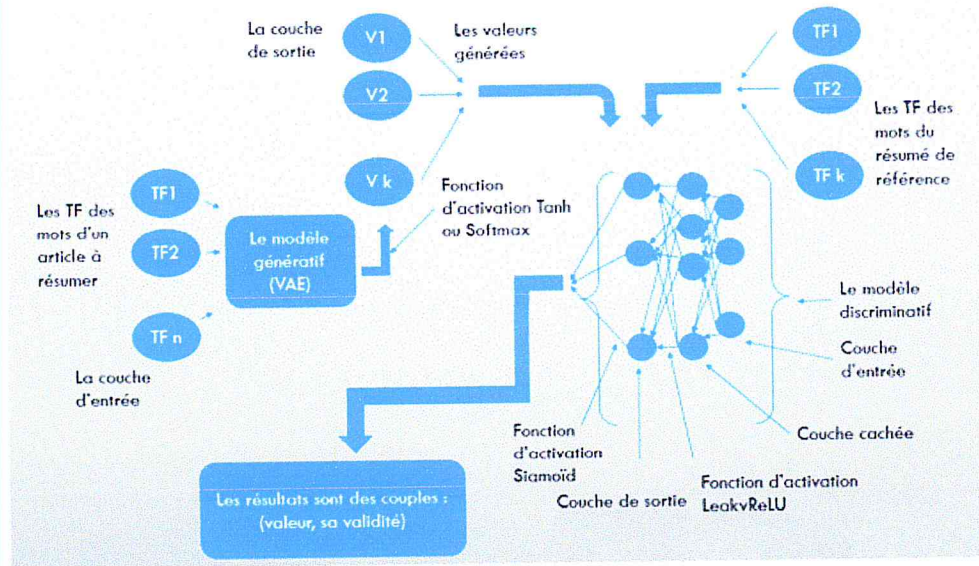 La couche
de sortie
V1
V2
V k
Les valeurs
générées
TF1
TF2
TF k
Les TF des
mots du
résumé de
référence
Fonction
d'activation Tanh
ou Softmax
Les TF des
mots d'un
article à
résumer
TF1
TF2
TF n
La couche
d'entrée
Le modèle
génératif
(VAE)
Le modèle
discriminatif
Couche
d'entrée
Couche cachée
Fonction
d'activation
Siamoïd
Couche de sortie
Fonction d'activation
LeakvReLU
Les résultats sont des couples :
(valeur, sa validité)